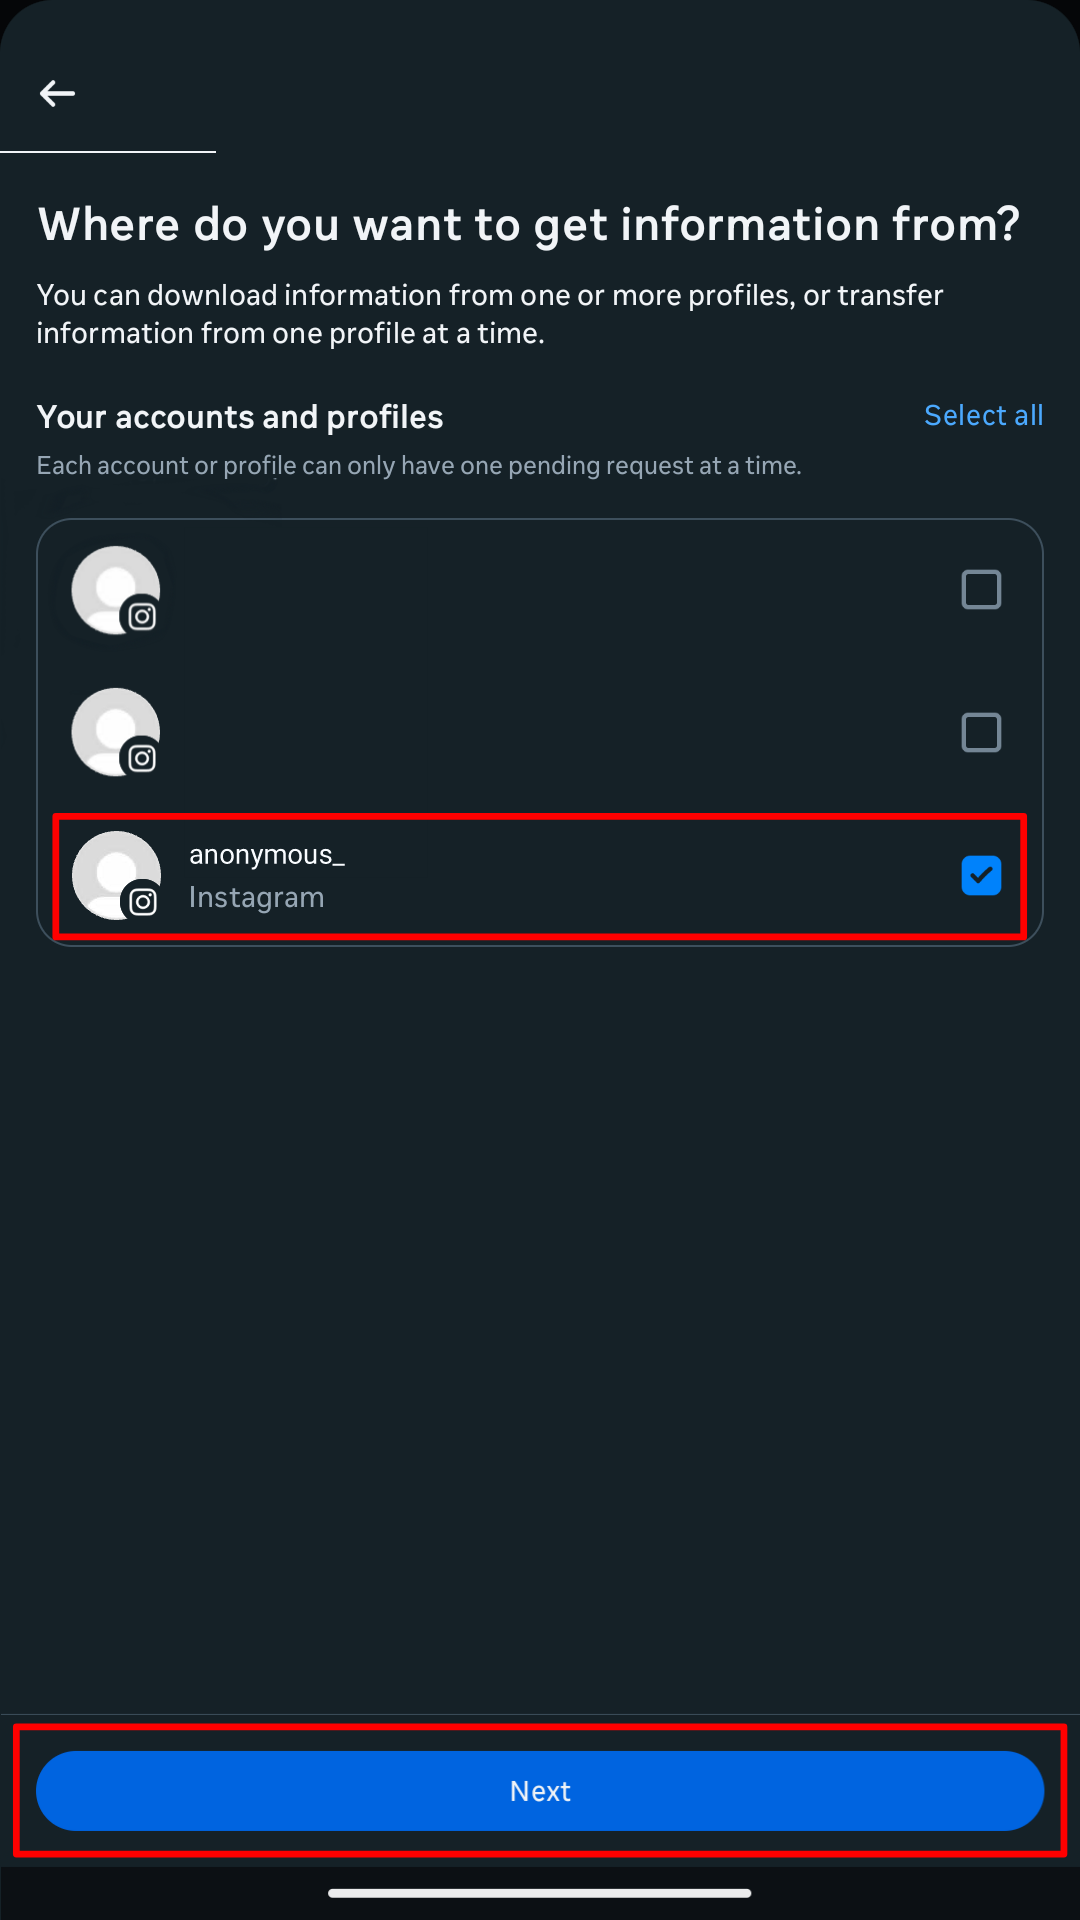 Where do you want to get information from?
You can download information from one or more profiles, or transfer
information from one profile at a time.
Your accounts and profiles
Select all
Each account or profile can only have one pending request at a time.
anonymous_
Instagram
Next